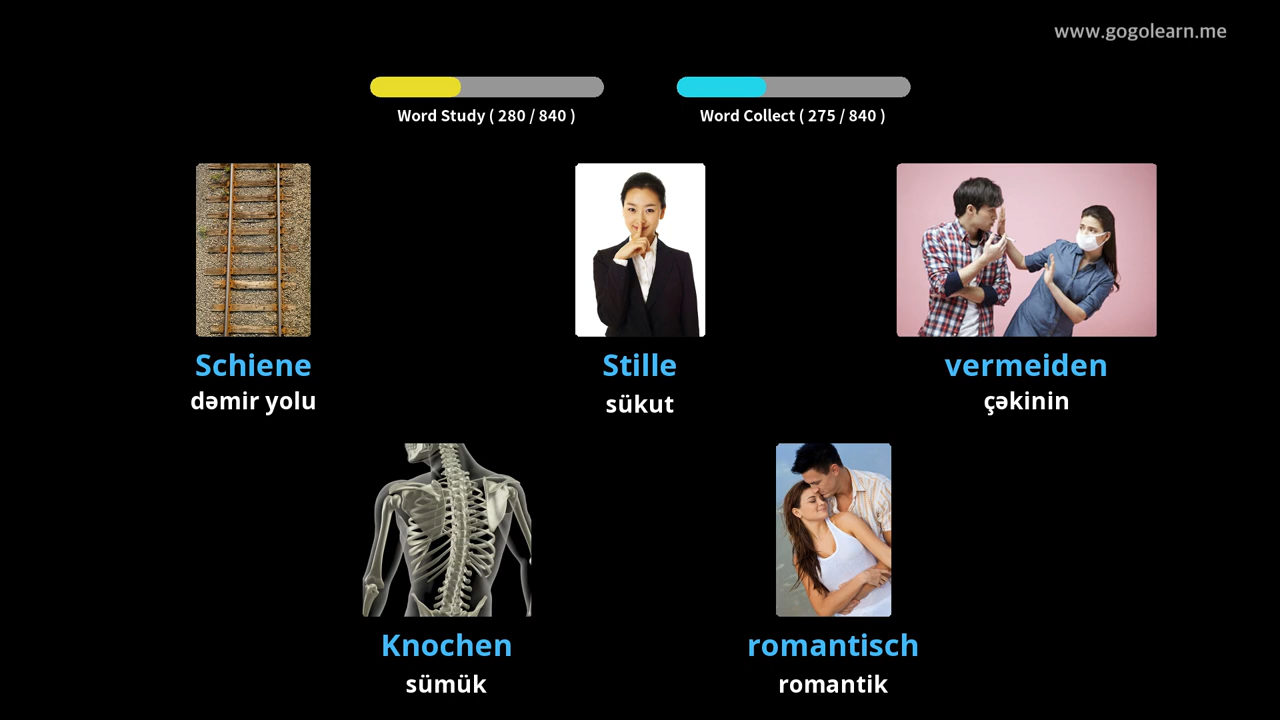 www.gogolearn.me
Word Study ( 280 / 840 )
Word Collect ( 275 / 840 )
Schiene
dəmir yolu
Stille
sükut
vermeiden
çəkinin
Knochen
sümük
romantisch
romantik